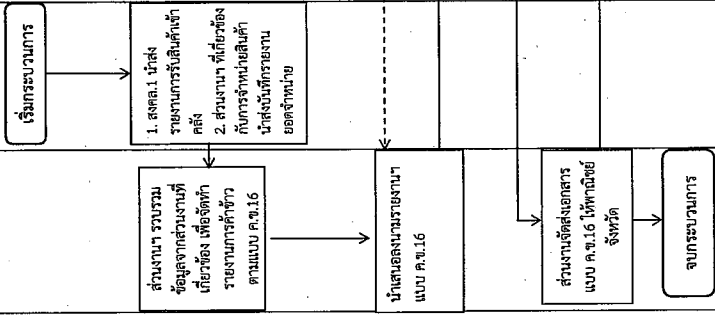 เริ่มกระบวนการ
1. สงคล.1 นำส่ง
รายงานการรับสินค้าเข้า
คลัง
2. ส่วนงานฯ ที่เกี่ยวข้อง
กับการจำหน่ายสินค้า
นำส่งบันทึกรายงาน
ยอดจำหน่าย
ส่วนงานฯ รวบรวม
ข้อมูลจากส่วนงานที่
เกี่ยวข้อง เพื่อจัดทำ
รายงานการค้าข้าว
ตามแบบ ค.ข.16
นำเสนอลงนามรายงานฯ
แบบ ค.ข.16
ส่วนงานจัดส่งเอกสาร
แบบ ค.ข.16 ให้พาณิชย์
จังหวัด
จบกระบวนการ